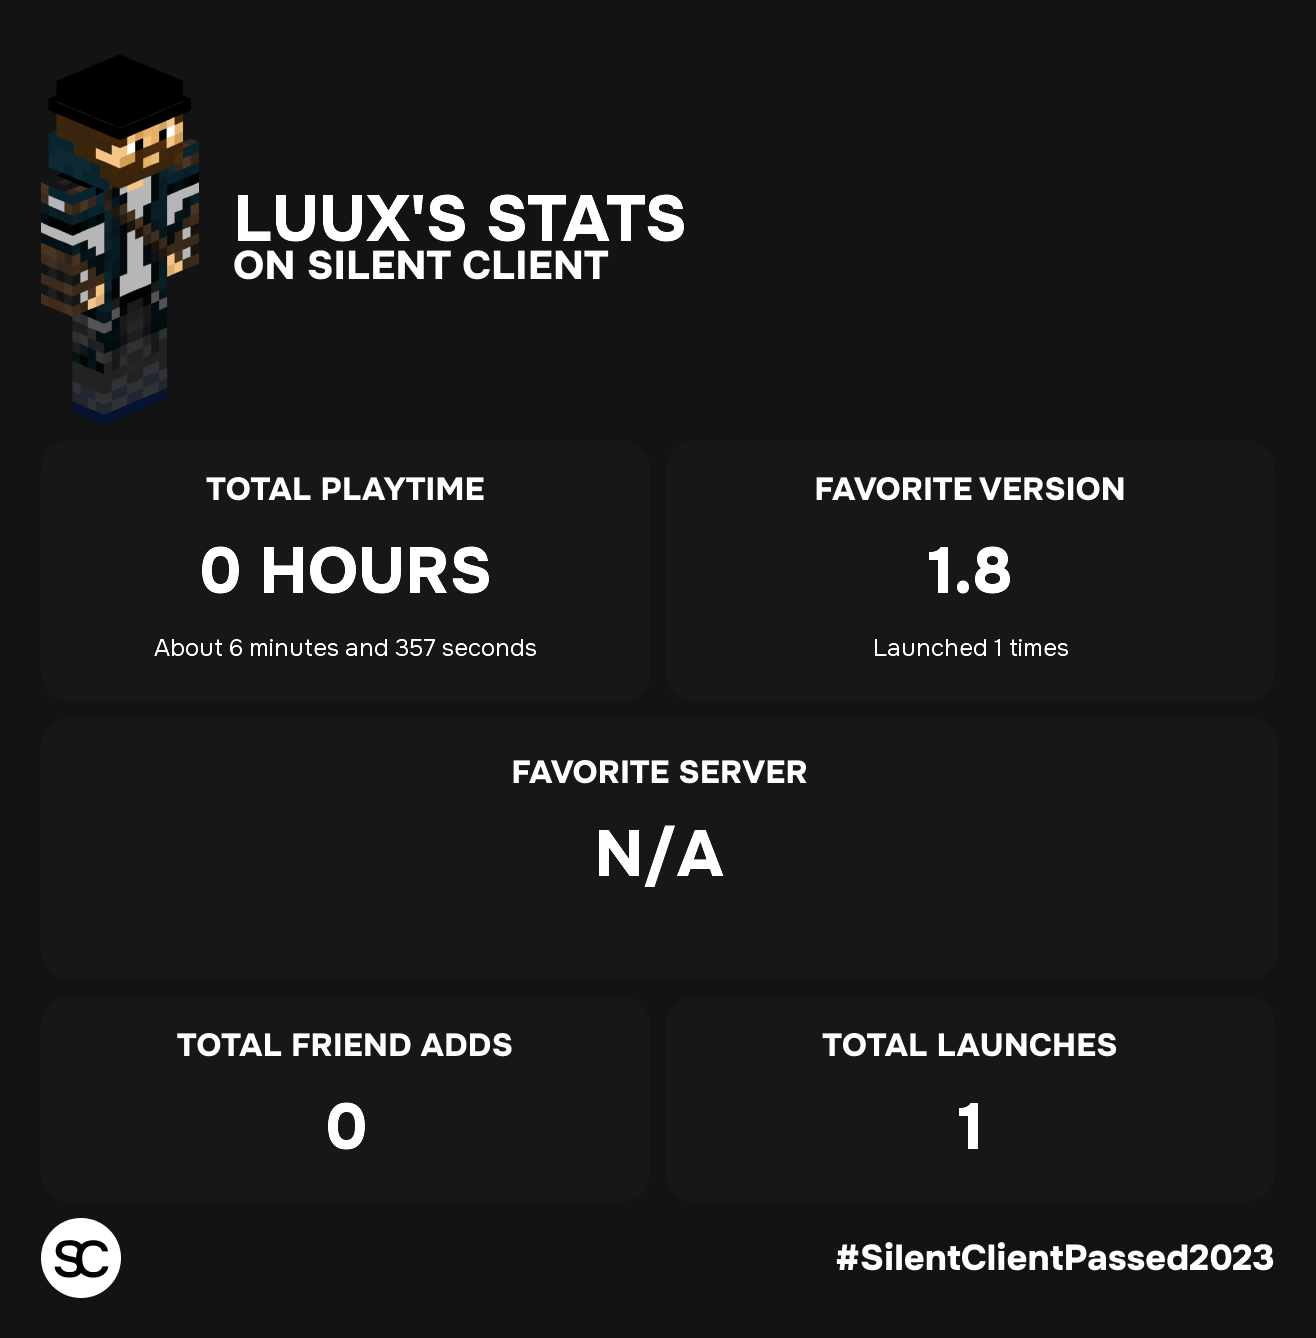 LUUX'S STATS
ON SILENT CLIENT
TOTAL PLAYTIME
0 HOURS
About 6 minutes and 357 seconds
FAVORITE VERSION
1.8
Launched 1 times
FAVORITE SERVER
N/A
TOTAL FRIEND ADDS
0
TOTAL LAUNCHES
1
SC
#SilentClientPassed2023